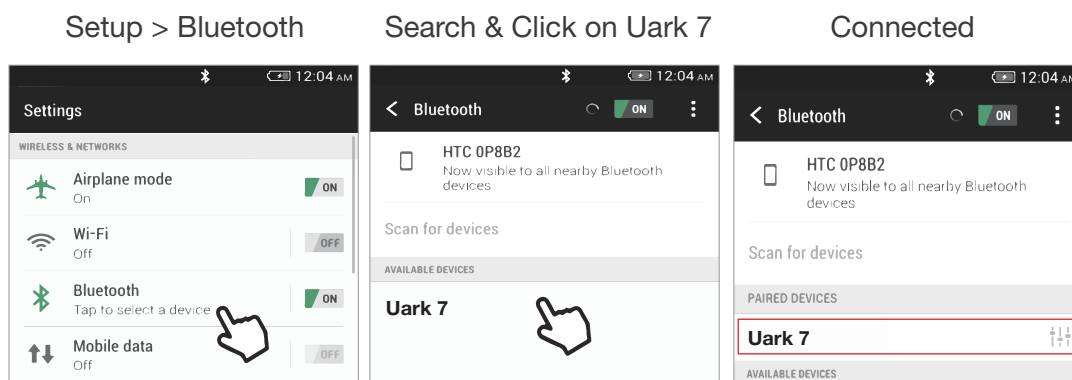 Setup > Bluetooth
12:04 AM
Settings
WIRELESS & NETWORKS
Airplane mode
On
ON
Wi-Fi
Off
OFF
Bluetooth
Tap to select a device
ON
Mobile data
Off
OFF
Search & Click on Uark 7
12:04 AM
Bluetooth
ON
HTC 0P8B2
Now visible to all nearby Bluetooth
devices
Scan for devices
AVAILABLE DEVICES
Uark 7
Connected
12:04 AM
Bluetooth
ON
HTC 0P8B2
Now visible to all nearby Bluetooth
devices
Scan for devices
PAIRED DEVICES
Uark 7
AVAILABLE DEVICES